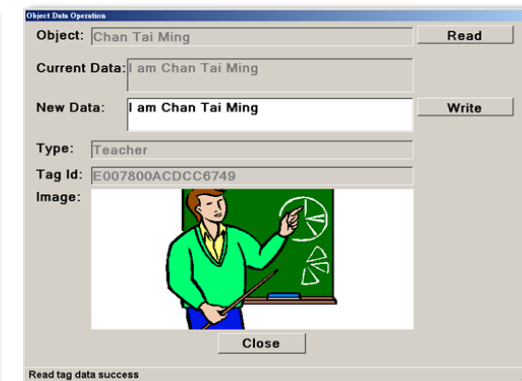 Object Data Operation
Object: Chan Tai Ming Read
Current Data: I am Chan Tai Ming
New Data: I am Chan Tai Ming Write
Type: Teacher
Tag Id: E007800ACDCC6749
Image:
Close
Read tag data success